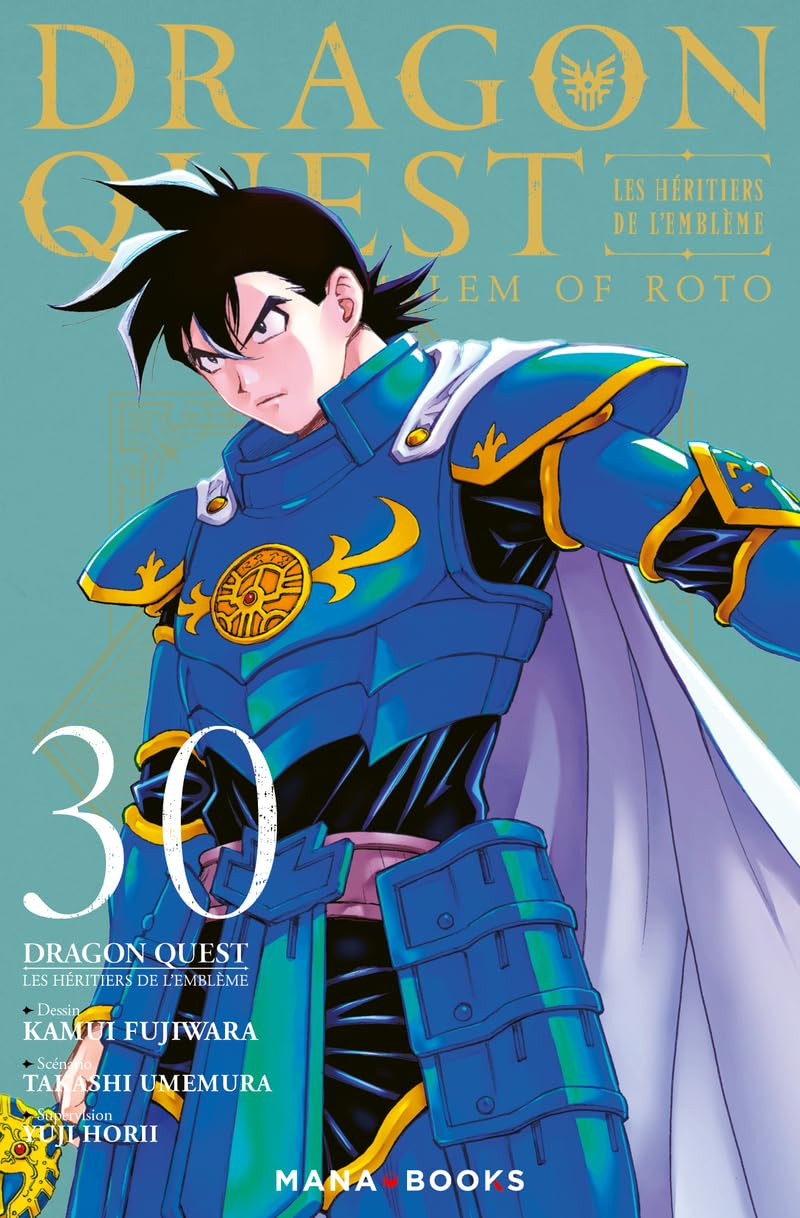 DRAGON
QUEST
LES HÉRITIERS
DE L'EMBLÈME
LEM OF ROTO
30
DRAGON QUEST
LES HÉRITIERS DE L'EMBLÈME
Dessin
KAMUI FUJIWARA
Scénario
TAKASHI UMEMURA
Supervision
YUJI HORII
MANA BOOKS